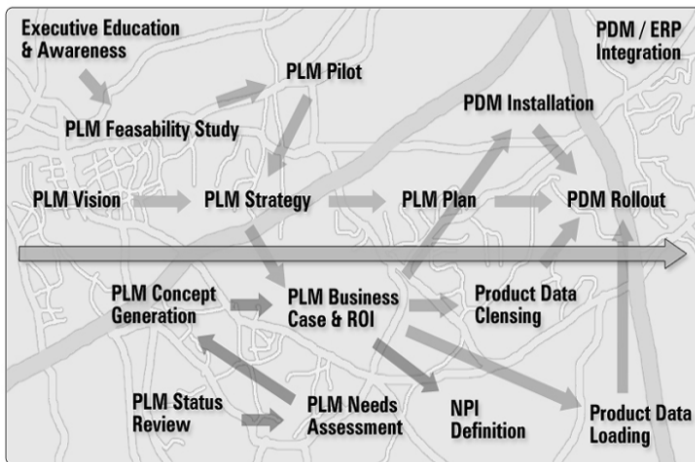 Executive Education
& Awareness
PDM / ERP
Integration
PLM Pilot
PDM Installation
PLM Feasability Study
PLM Vision
PLM Strategy
PLM Plan
PDM Rollout
PLM Concept
Generation
PLM Business
Case & ROI
Product Data
Clensing
PLM Status
Review
PLM Needs
Assessment
NPI
Definition
Product Data
Loading